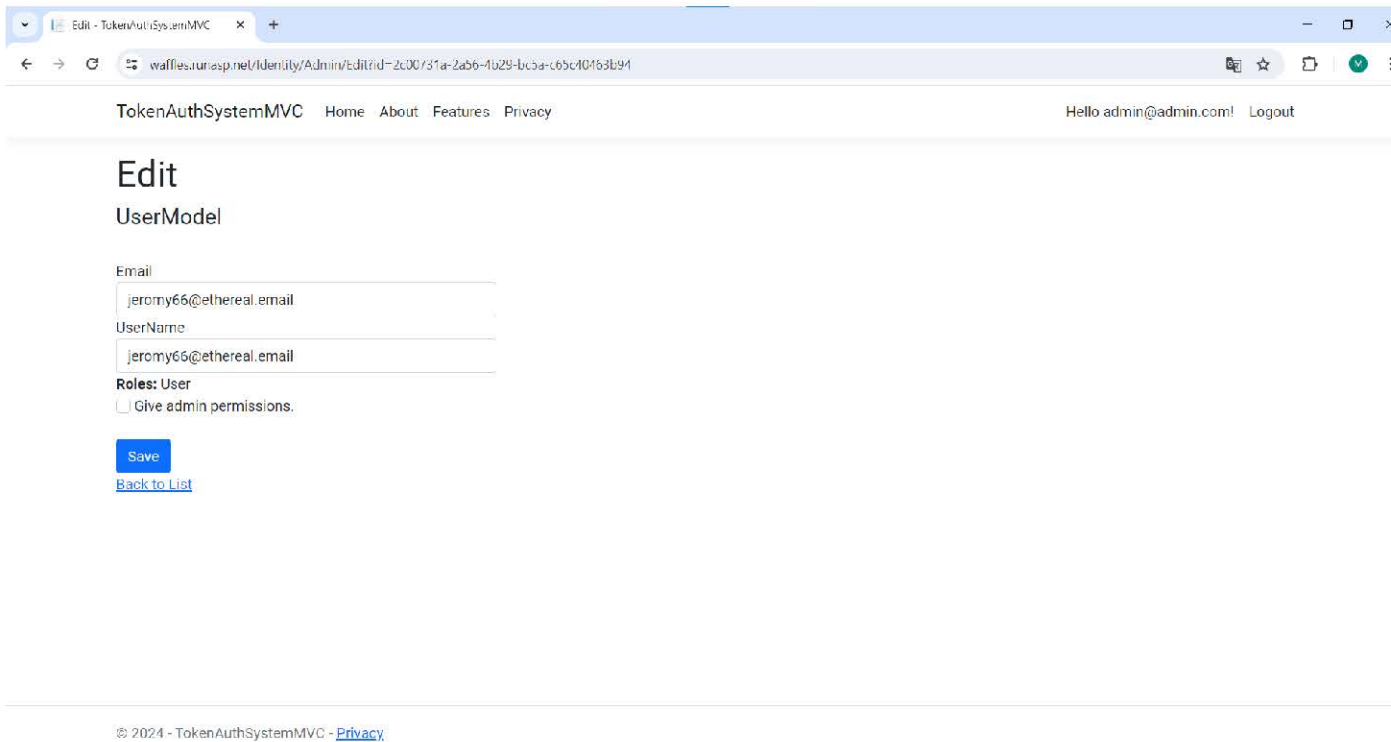 Edit - TokenAuthSystemMVC
waffles.runasp.net/Identity/Admin/Edit?id=2c00731a-2a56-4b29-bc5a-c65c40463b94
M
TokenAuthSystemMVC Home About Features Privacy Hello admin@admin.com! Logout
Edit
UserModel
Email
jeromy66@ethereal.email
UserName
jeromy66@ethereal.email
Roles: User
Give admin permissions.
Save
Back to List
© 2024 - TokenAuthSystemMVC - Privacy